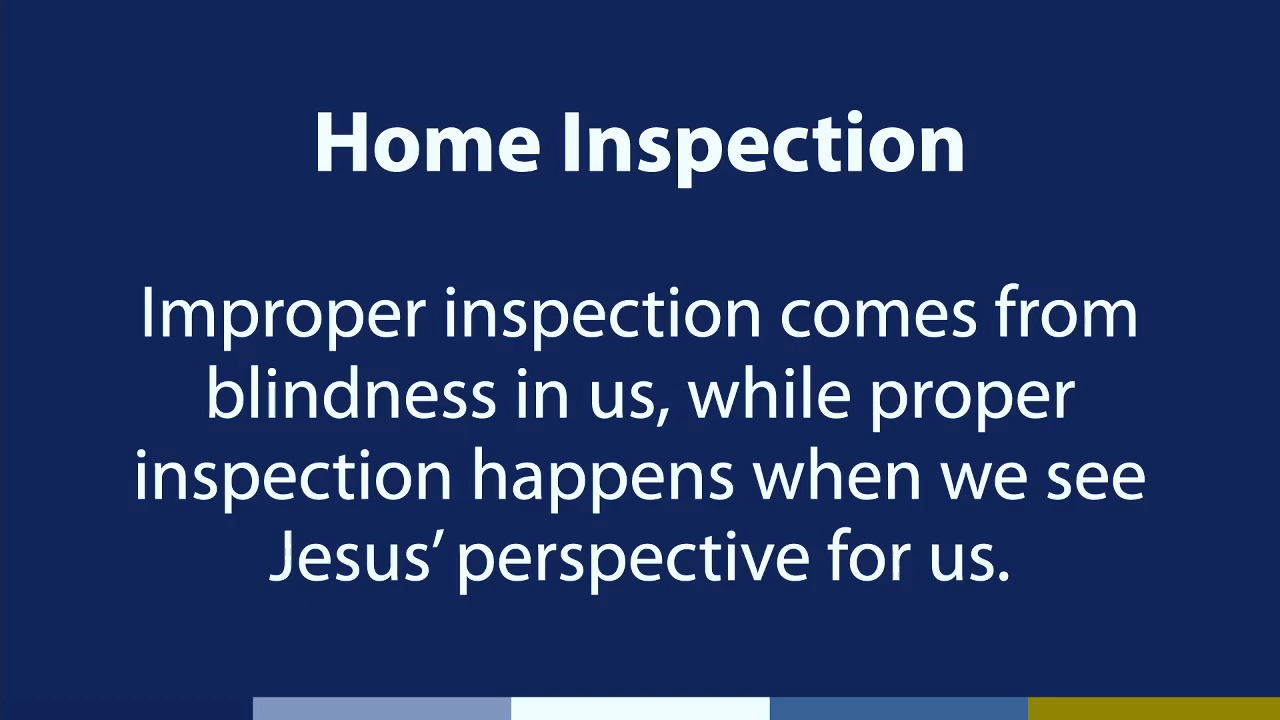 Home Inspection
Improper inspection comes from
blindness in us, while proper
inspection happens when we see
Jesus’ perspective for us.